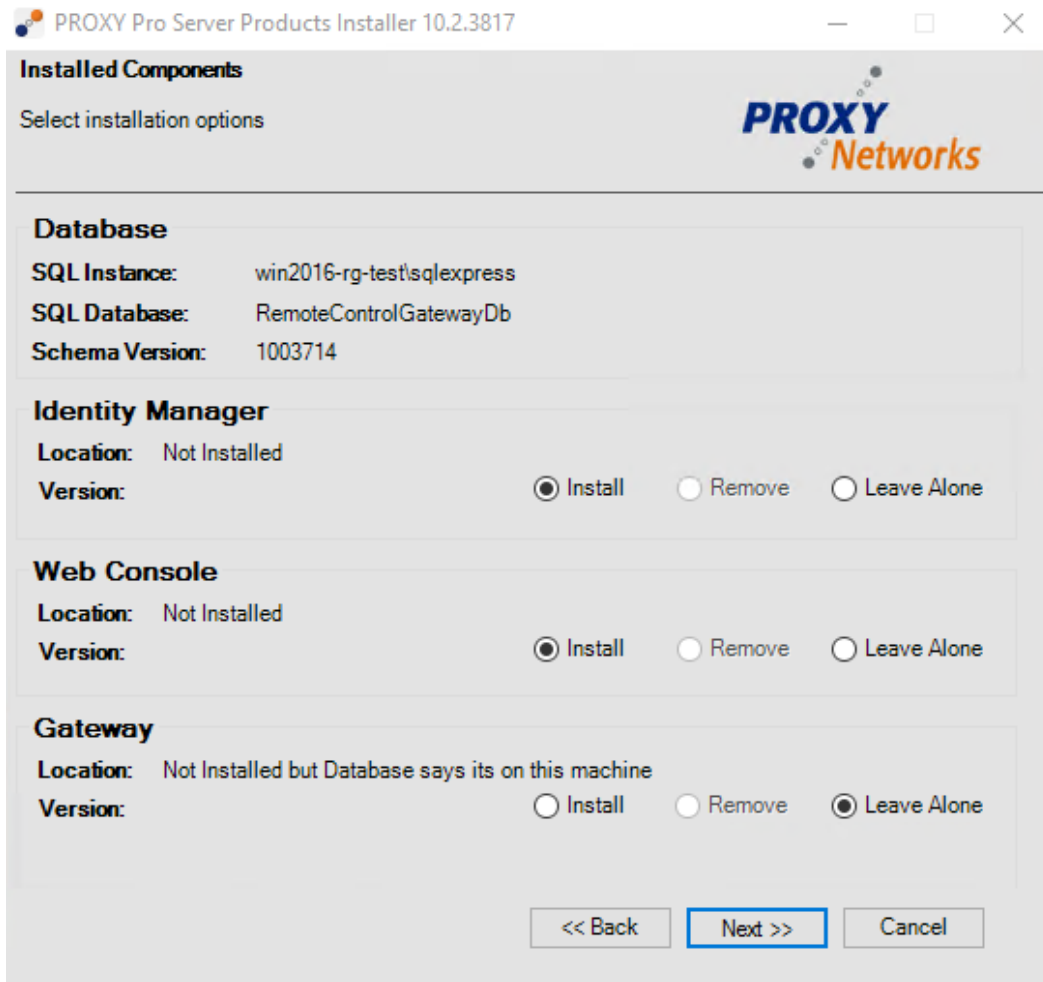 PROXY Pro Server Products Installer 10.2.3817
Installed Components
Select installation options
PROXY
Networks
Database
SQL Instance: win2016-rg-test\sqlexpress
SQL Database: RemoteControlGatewayDb
Schema Version: 1003714
Identity Manager
Location: Not Installed
Version: Install Remove Leave Alone
Web Console
Location: Not Installed
Version: Install Remove Leave Alone
Gateway
Location: Not Installed but Database says its on this machine
Version: Install Remove Leave Alone
<< Back Next >> Cancel